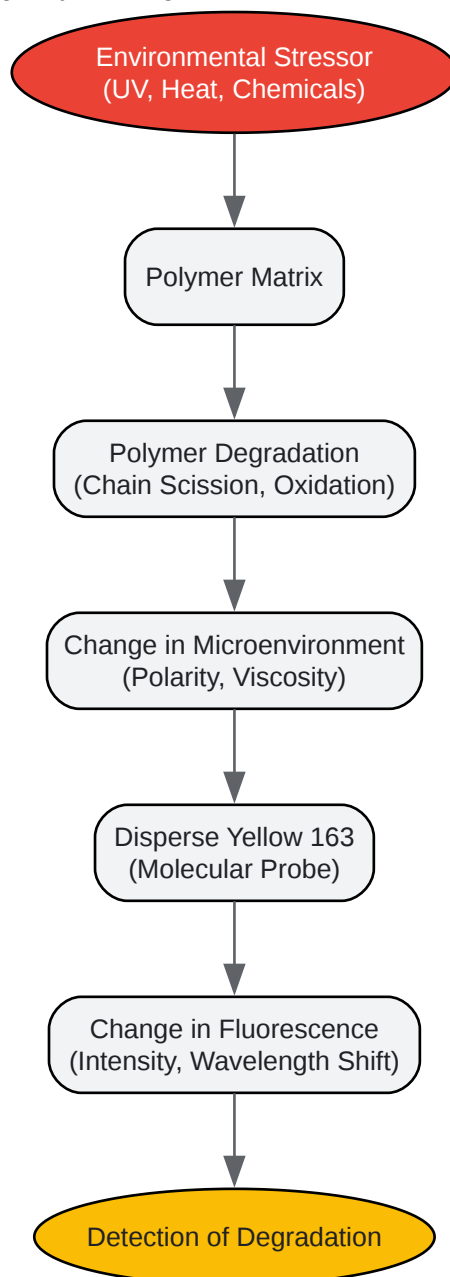 Environmental Stressor
(UV, Heat, Chemicals)
Polymer Matrix
Polymer Degradation
(Chain Scission, Oxidation)
Change in Microenvironment
(Polarity, Viscosity)
Disperse Yellow 163
(Molecular Probe)
Change in Fluorescence
(Intensity, Wavelength Shift)
Detection of Degradation